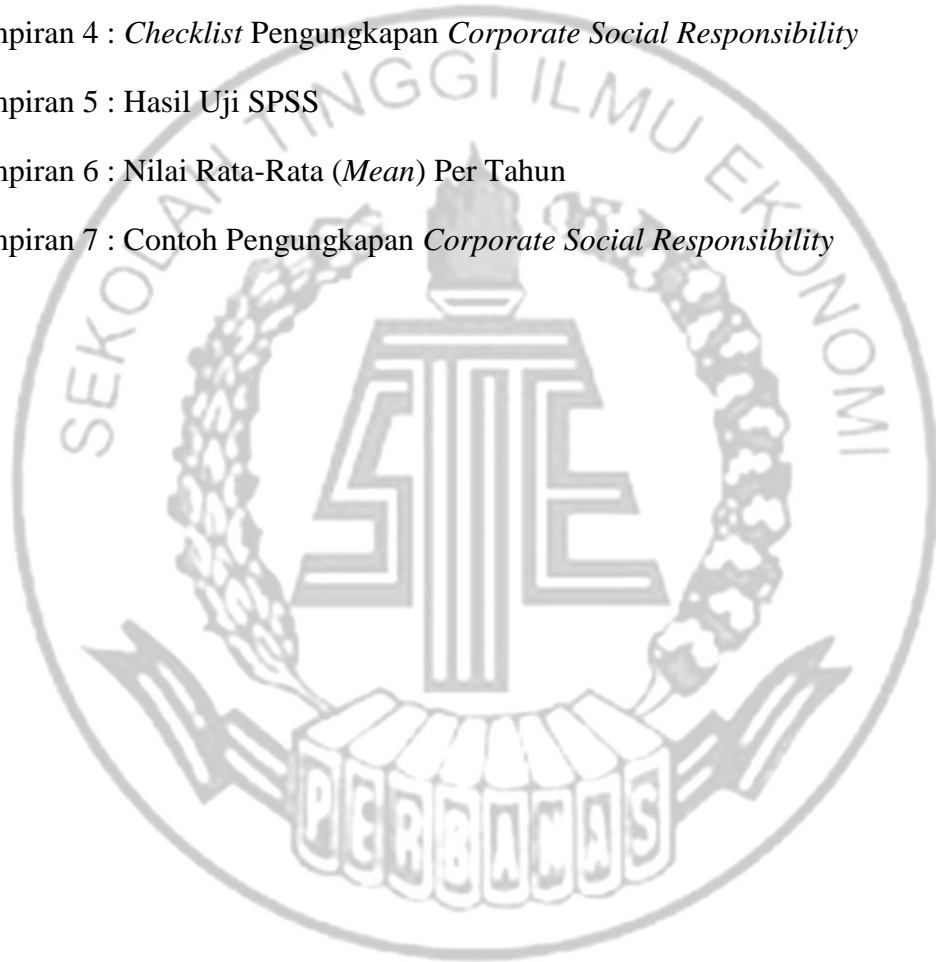 mpiran 4 : Checklist Pengungkapan Corporate Social Responsibility
mpiran 5 : Hasil Uji SPSS
mpiran 6 : Nilai Rata-Rata (Mean) Per Tahun
mpiran 7 : Contoh Pengungkapan Corporate Social Responsibility
SEKOLAH TINGGI ILMU EKONOMI
STIE
PERBANAS